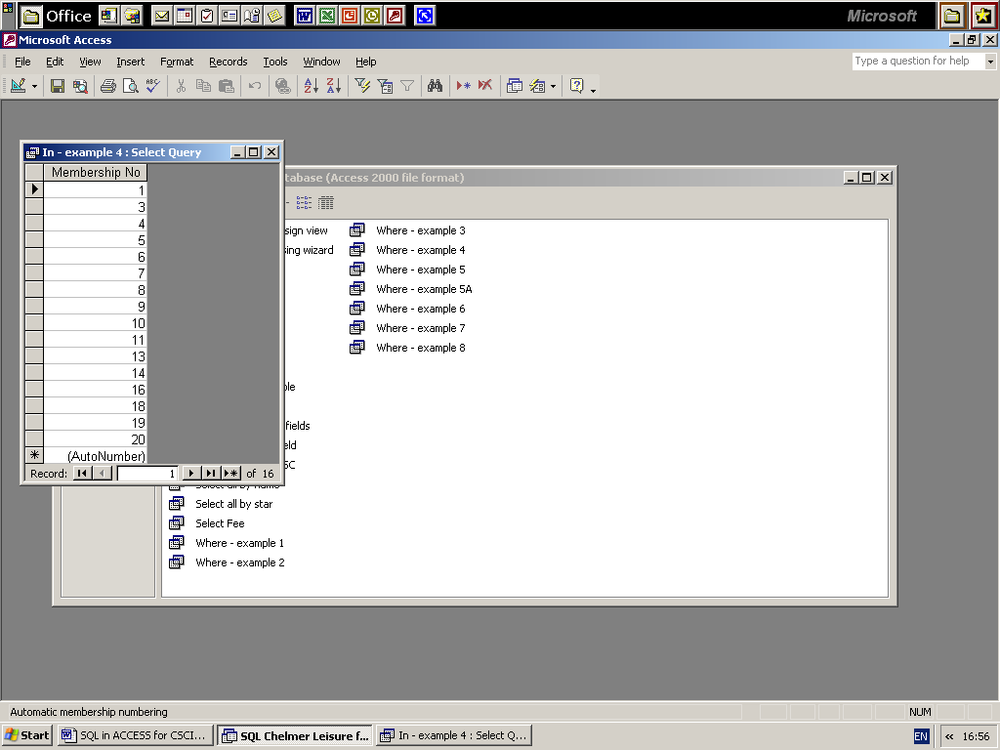 Office
Microsoft
Microsoft Access
File Edit View Insert Format Records Tools Window Help
Type a question for help
In - example 4 : Select Query
Membership No
1
3
4
5
6
7
8
9
10
11
13
14
16
18
19
20
(AutoNumber)
Record: 1 of 16
tabase (Access 2000 file format)
sign view
sing wizard
ble
fields
eld
SC
Select all by name
Select all by star
Select Fee
Where - example 1
Where - example 2
Where - example 3
Where - example 4
Where - example 5
Where - example 5A
Where - example 6
Where - example 7
Where - example 8
Automatic membership numbering
NUM
Start
SQL in ACCESS for CSCI...
SQL Chelmer Leisure f...
In - example 4 : Select Q...
EN
« 16:56